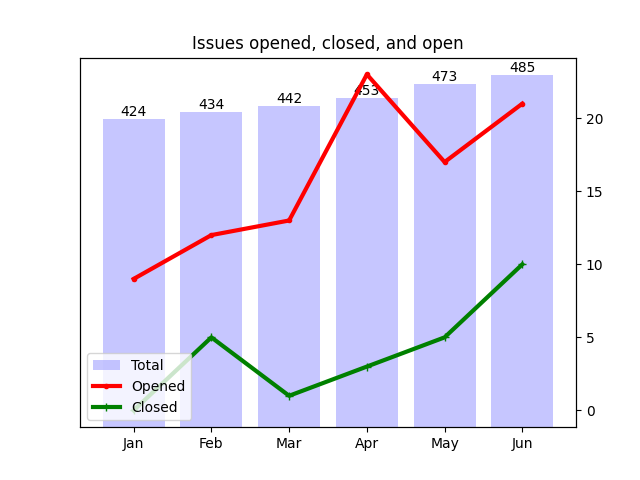 Issues opened, closed, and open
424
434
442
453
473
485
20
15
10
5
0
Total
Opened
Closed
Jan
Feb
Mar
Apr
May
Jun